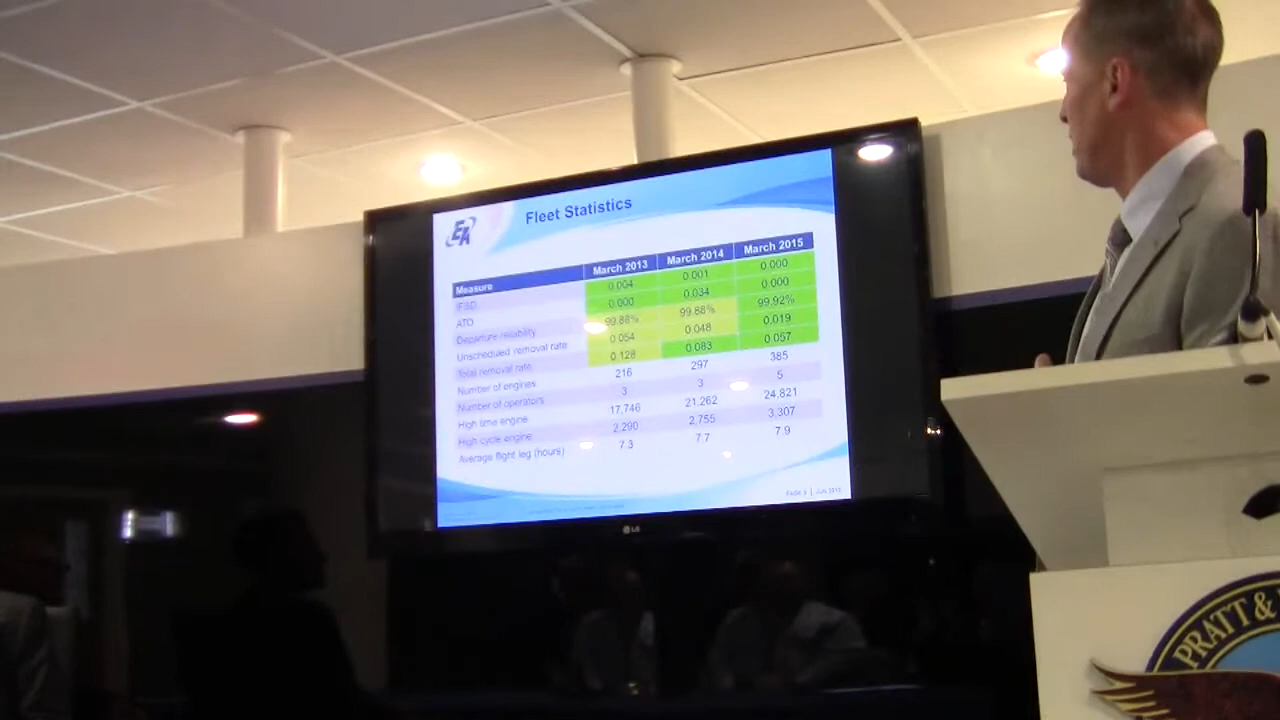 EA
Fleet Statistics
Measure March 2013 March 2014 March 2015
IFSD 0.004 0.001 0.000
ATO 0.000 0.034 0.000
Departure reliability 99.88% 99.88% 99.92%
Unscheduled removal rate 0.054 0.048 0.019
Total removal rate 0.128 0.083 0.057
Number of engines 216 297 385
Number of operators 3 3 5
High time engine 17,746 21,262 24,821
High cycle engine 2,290 2,755 3,307
Average flight leg (hours) 7.3 7.7 7.9
LG
PRATT &